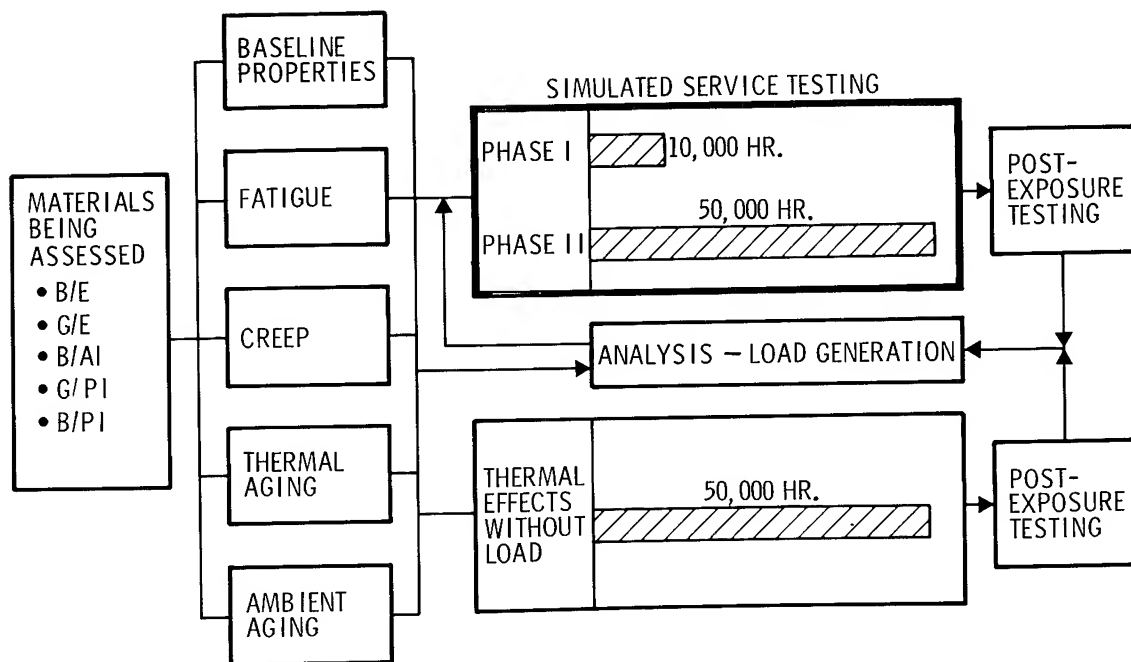 MATERIALS
BEING
ASSESSED
• B/E
• G/E
• B/Al
• G/PI
• B/PI
BASELINE
PROPERTIES
FATIGUE
CREEP
THERMAL
AGING
AMBIENT
AGING
SIMULATED SERVICE TESTING
PHASE I
10,000 HR.
50,000 HR.
PHASE II
ANALYSIS – LOAD GENERATION
THERMAL
EFFECTS
WITHOUT
LOAD
50,000 HR.
POST-
EXPOSURE
TESTING
POST-
EXPOSURE
TESTING